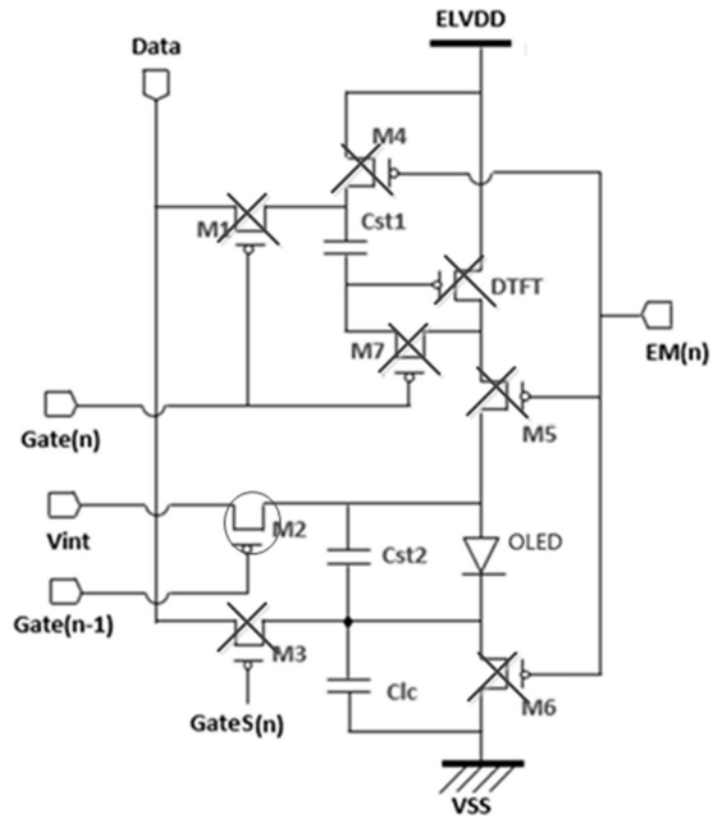 ELVDD
Data
M4
M1
Cst1
DTFT
M7
EM(n)
M5
Gate(n)
Vint
M2
OLED
Cst2
Gate(n-1)
M3
Clc
M6
GateS(n)
VSS